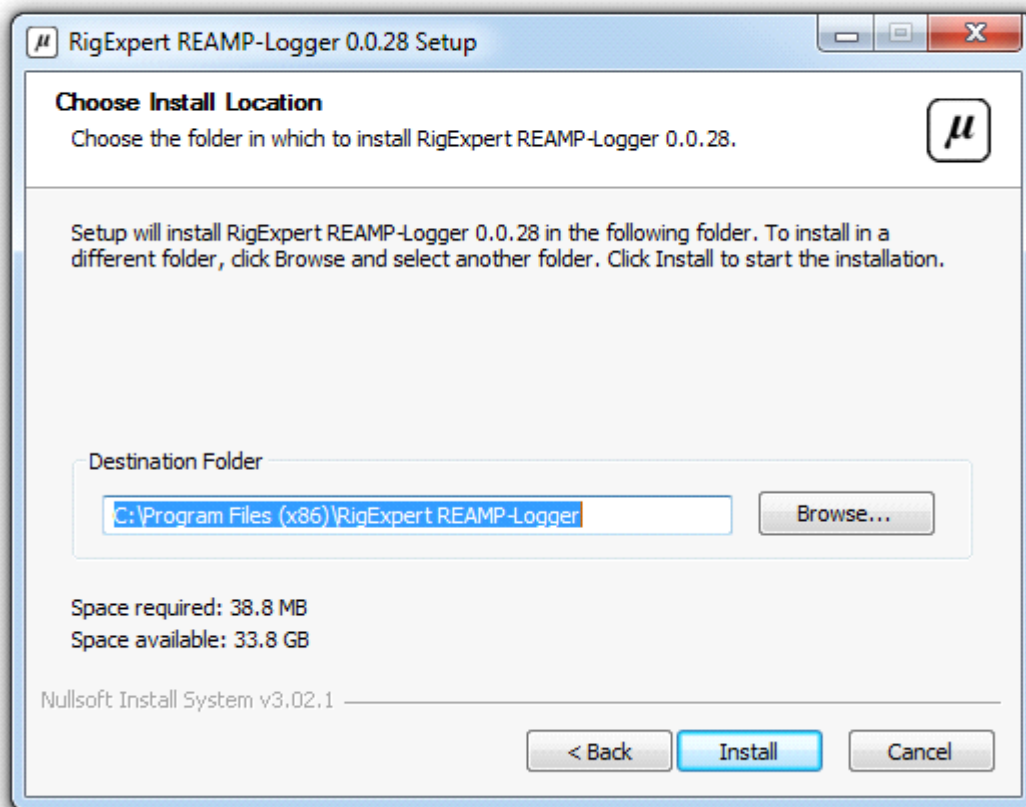 μ RigExpert REAMP-Logger 0.0.28 Setup
Choose Install Location
Choose the folder in which to install RigExpert REAMP-Logger 0.0.28.
μ
Setup will install RigExpert REAMP-Logger 0.0.28 in the following folder. To install in a
different folder, click Browse and select another folder. Click Install to start the installation.
Destination Folder
C:\Program Files (x86)\RigExpert REAMP-Logger
Browse...
Space required: 38.8 MB
Space available: 33.8 GB
Nullsoft Install System v3.02.1
< Back
Install
Cancel